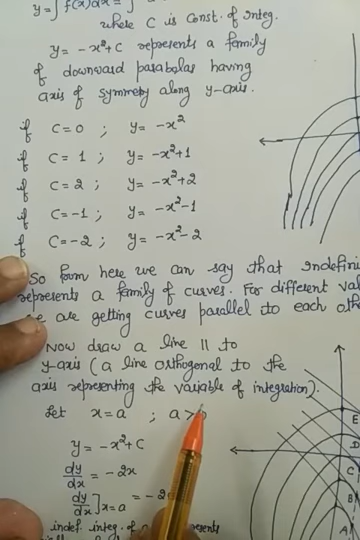 y = ∫ f(x)dx = ∫
where C is Const. of Integ.
y = -x²+C represents a family
of downward parabolas having
axis of symmetry along y-axis.
if C = 0 ; y = -x²
if C = 1 ; y = -x²+1
if C = 2 ; y = -x²+2
if C = -1 ; y = -x²-1
if C = -2 ; y = -x²-2
So from here we can say that Indefini
represents a family of curves. For different val
we are getting curves parallel to each othe
Now draw a line || to
y-axis (a line orthogonal to the
axis representing the variable of integration).
Let x = a ; a >
y = -x²+C
dy/dx = -2x
dy/dx]x=a = -2a
indef. integ. of
E
D
C
B
A